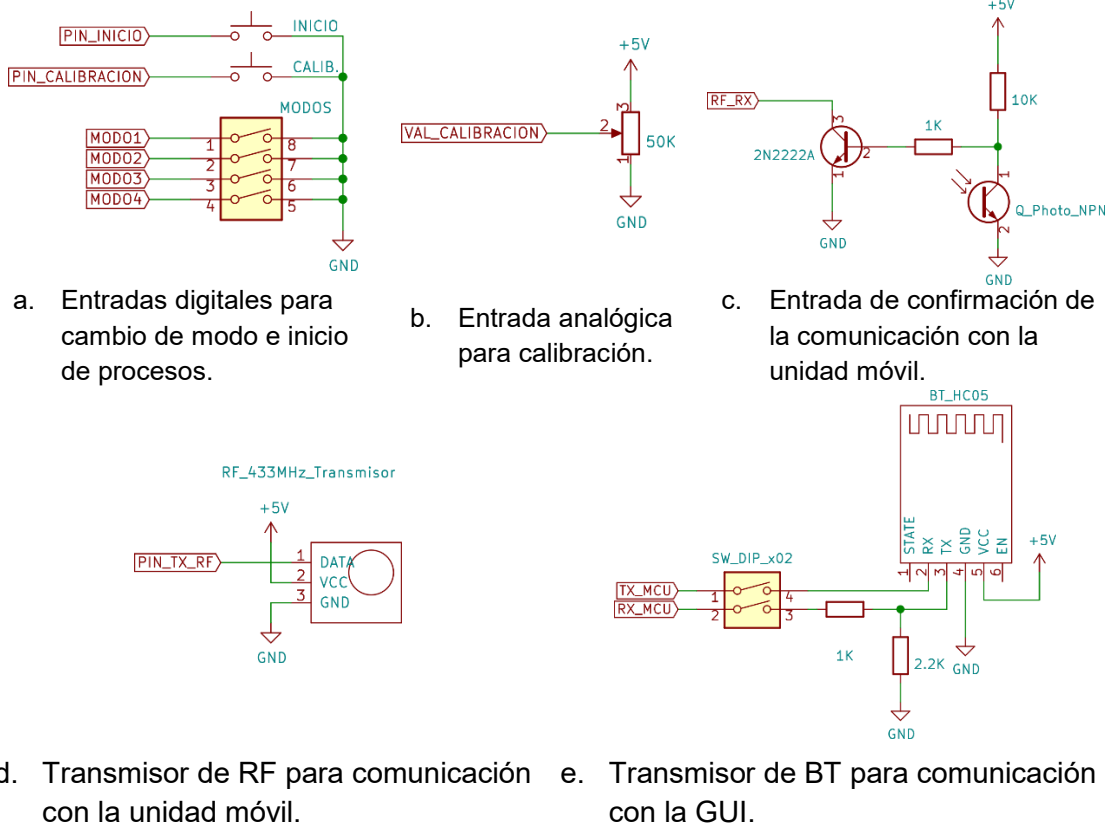 INICIO
PIN_INICIO
CALIB.
PIN_CALIBRACION
MODOS
MODO1
MODO2
MODO3
MODO4
1
2
3
4
8
7
6
5
GND
a. Entradas digitales para
cambio de modo e inicio
de procesos.
+5V
3
VAL_CALIBRACION
2
50K
1
GND
b. Entrada analógica
para calibración.
+5V
10K
RF_RX
3
1K
2N2222A
2
1
GND
1
Q_Photo_NPN
2
GND
c. Entrada de confirmación de
la comunicación con la
unidad móvil.
RF_433MHz_Transmisor
+5V
PIN_TX_RF
1 DATA
2 VCC
3 GND
GND
d. Transmisor de RF para comunicación
con la unidad móvil.
BT_HC05
STATE
RX
TX
GND
VCC
EN
1
2
3
4
5
6
+5V
SW_DIP_x02
TX_MCU
RX_MCU
1
2
4
3
1K
2.2K
GND
GND
e. Transmisor de BT para comunicación
con la GUI.